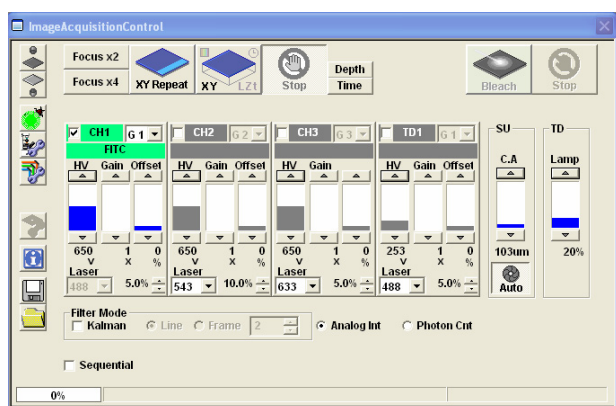 ImageAcquisitionControl
Focus x2
Focus x4
XY Repeat
XY LZt
Stop
Depth
Time
Bleach
Stop
CH1 G 1
FITC
HV Gain Offset
650 1 0
V X %
Laser
488 5.0%
CH2 G 2
HV Gain Offset
650 1 0
V X %
Laser
543 10.0%
CH3 G 3
HV Gain
650 1 0
V X %
Laser
633 5.0%
TD1 G 1
HV Gain Offset
253 1 0
V X %
Laser
488 5.0%
SU
C.A
103um
Auto
TD
Lamp
20%
Filter Mode
Kalman Line Frame 2 Analog Int Photon Cnt
Sequential
0%